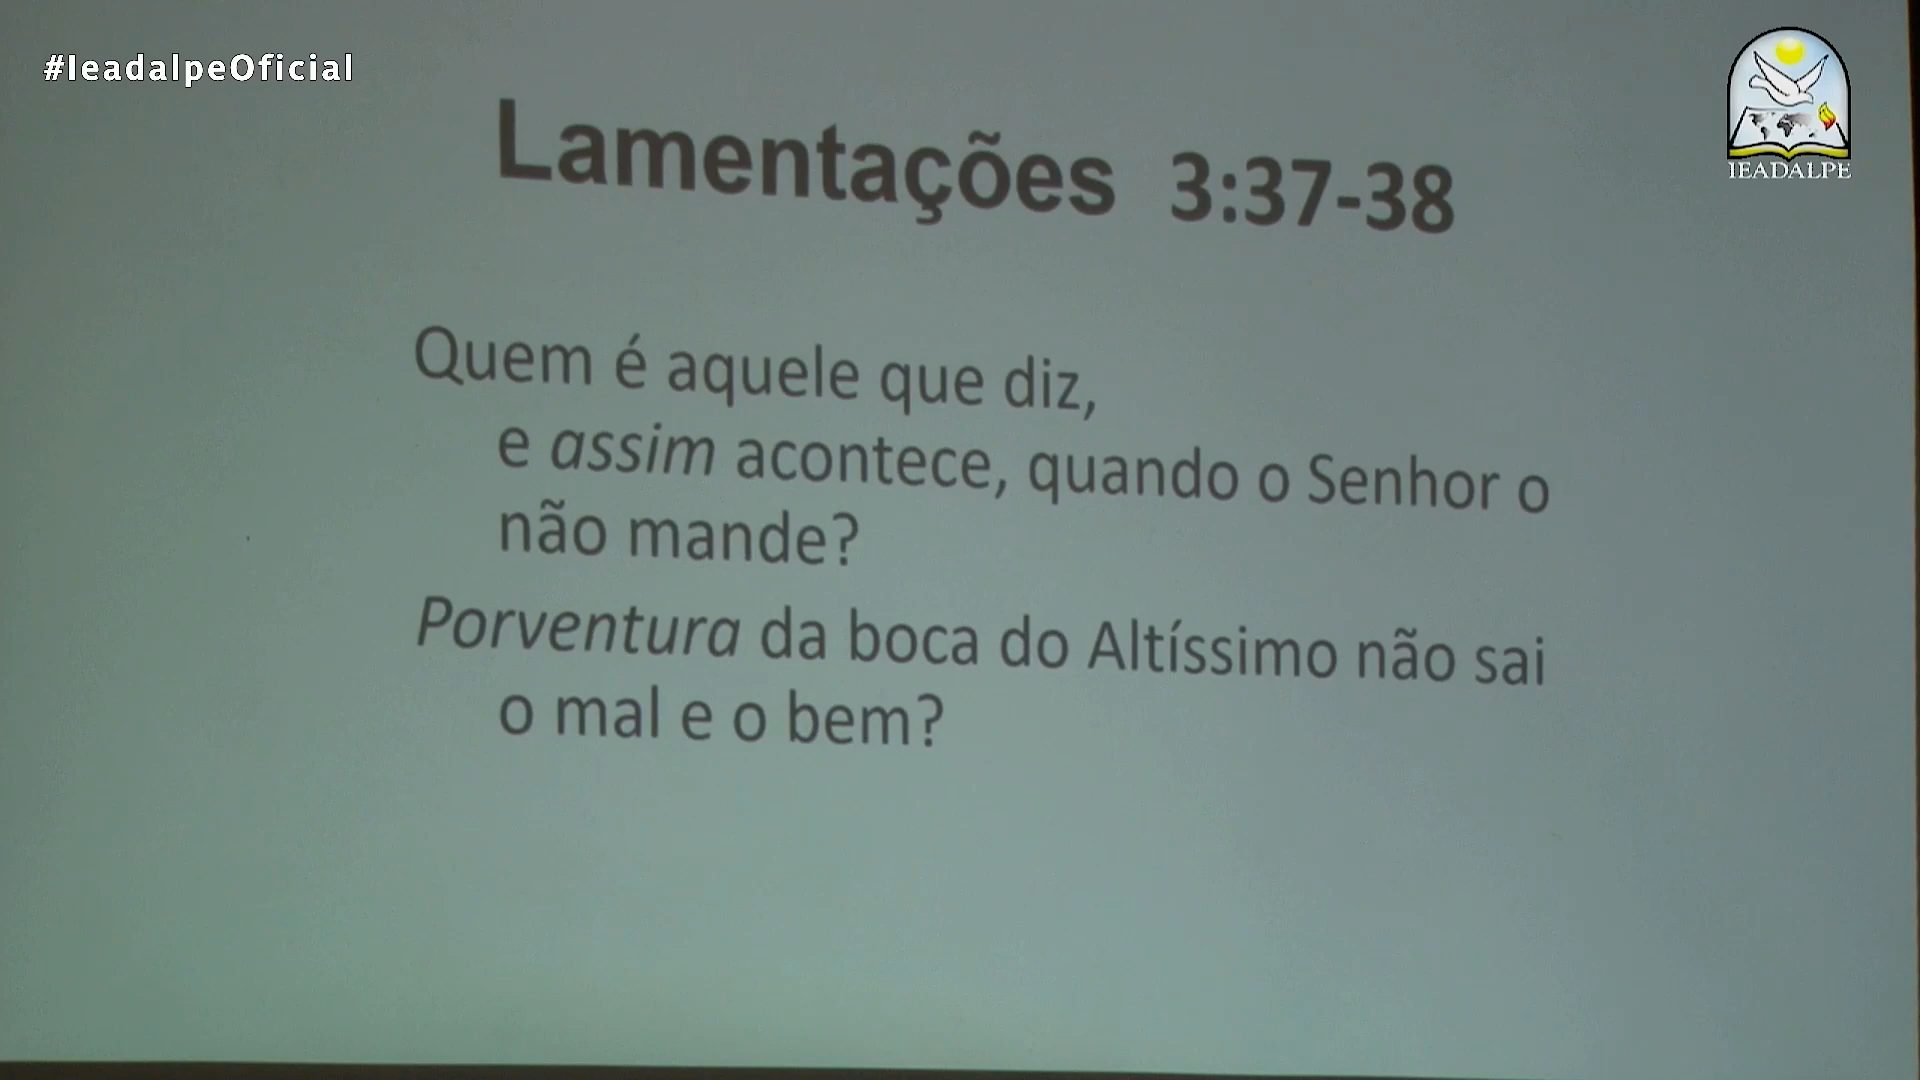 #IeadalpeOficial
IEADALPE
Lamentações 3:37-38
Quem é aquele que diz,
e assim acontece, quando o Senhor o
não mande?
Porventura da boca do Altíssimo não sai
o mal e o bem?